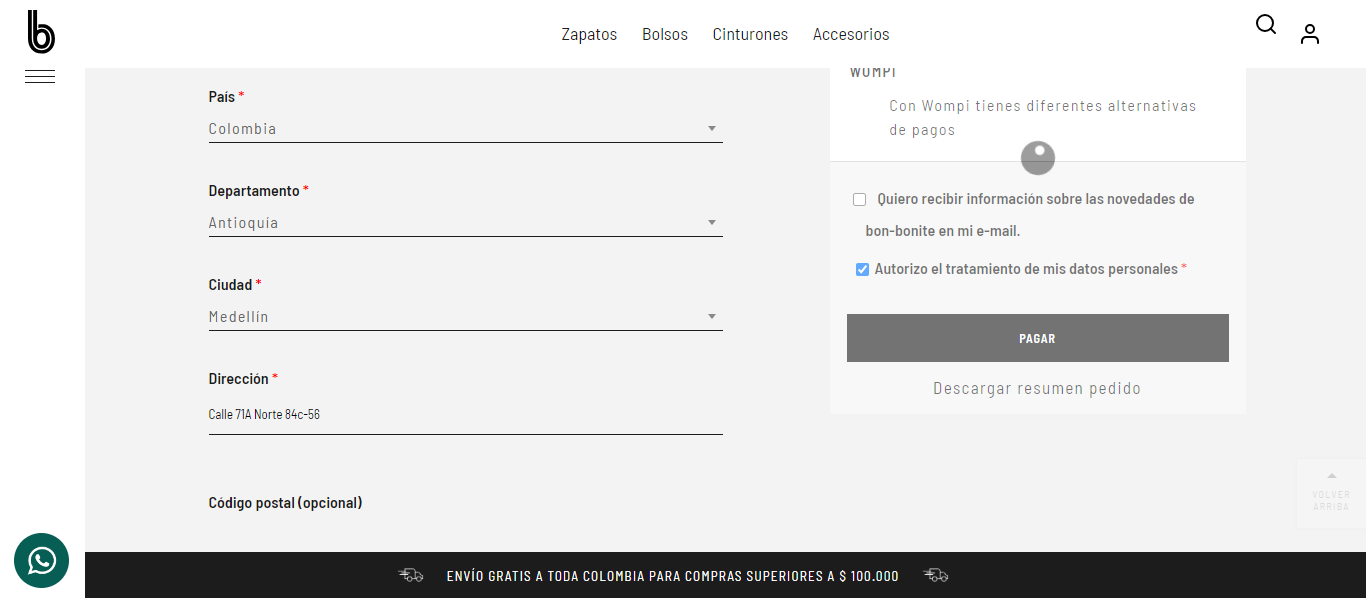 b
Zapatos Bolsos Cinturones Accesorios
País *
Colombia
Departamento *
Antioquía
Ciudad *
Medellín
Dirección *
Calle 71A Norte 84c-56
Código postal (opcional)
WOMPI
Con Wompi tienes diferentes alternativas
de pagos
Quiero recibir información sobre las novedades de
bon-bonite en mi e-mail.
Autorizo el tratamiento de mis datos personales *
PAGAR
Descargar resumen pedido
VOLVER
ARRIBA
ENVÍO GRATIS A TODA COLOMBIA PARA COMPRAS SUPERIORES A $ 100.000